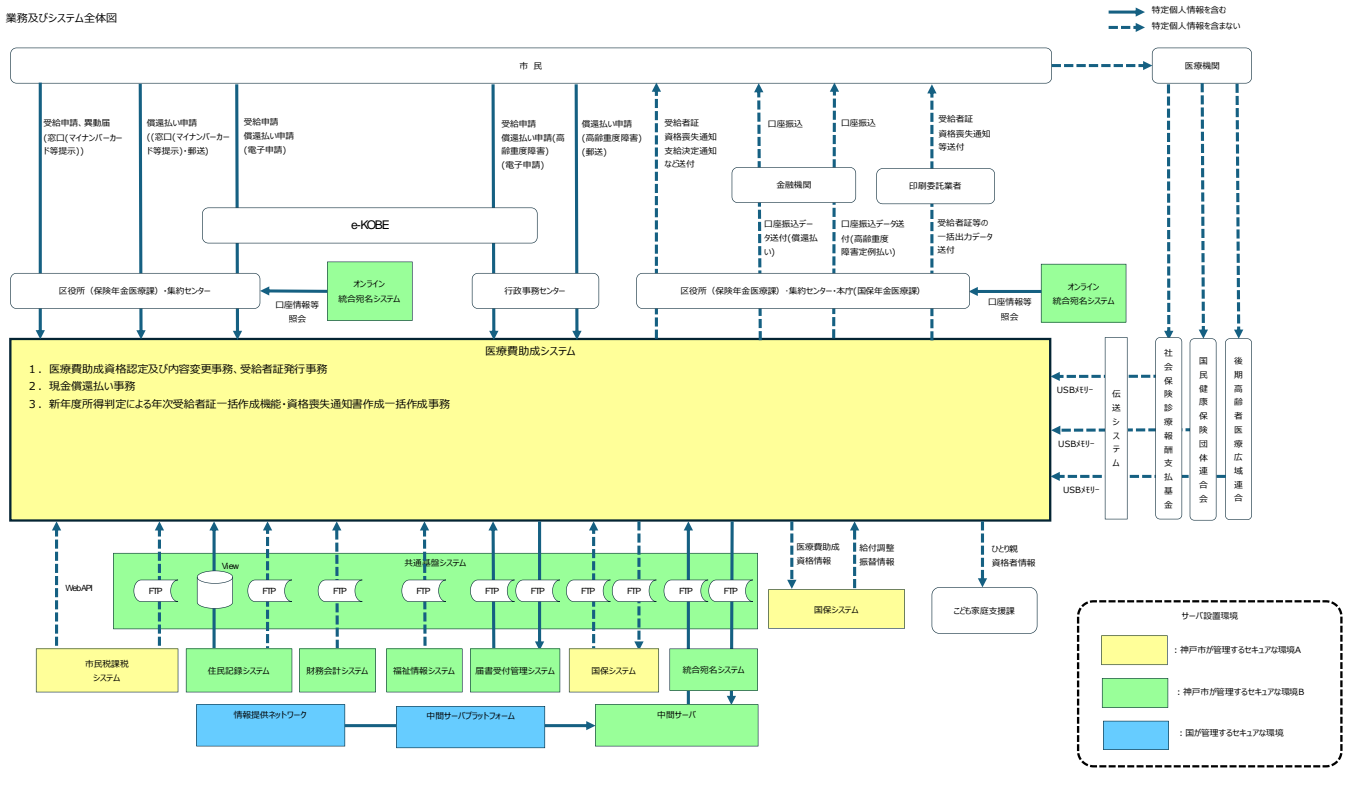 業務及びシステム全体図
特定個人情報を含む
特定個人情報を含まない
市 民
医療機関
受給申請、異動届
(窓口(マイナンバーカー
ド等提示))
償還払い申請
((窓口(マイナンバーカー
ド等提示)・郵送)
受給申請
償還払い申請
(電子申請)
受給申請
償還払い申請(高
齢重度障害)
(電子申請)
償還払い申請
(高齢重度障害)
(郵送)
受給者証
資格喪失通知
支給決定通知
など送付
口座振込
口座振込
受給者証
資格喪失通知
等送付
金融機関
印刷委託業者
e-KOBE
口座振込デー
タ送付(償還払
い)
口座振込データ送
付(高齢重度
障害定例払い)
受給者証等の
一括出力データ
送付
区役所（保険年金医療課）・集約センター
口座情報等
照会
オンライン
統合宛名システム
行政事務センター
区役所（保険年金医療課）・集約センター・本庁(国保年金医療課)
口座情報等
照会
オンライン
統合宛名システム
医療費助成システム
1．医療費助成資格認定及び内容変更事務、受給者証発行事務
2．現金償還払い事務
3．新年度所得判定による年次受給者証一括作成機能・資格喪失通知書作成一括作成事務
USBメモリー
USBメモリー
USBメモリー
伝送システム
社会保険診療報酬支払基金
国民健康保険団体連合会
後期高齢者医療広域連合
WebAPI
共通基盤システム
FTP
View
FTP
FTP
FTP
FTP
FTP
FTP
FTP
FTP
FTP
医療費助成
資格情報
給付調整
振替情報
ひとり親
資格者情報
国保システム
こども家庭支援課
市民税課税
システム
住民記録システム
財務会計システム
福祉情報システム
届書受付管理システム
国保システム
統合宛名システム
情報提供ネットワーク
中間サーバプラットフォーム
中間サーバ
サーバ設置環境
：神戸市が管理するセキュアな環境A
：神戸市が管理するセキュアな環境B
：国が管理するセキュアな環境